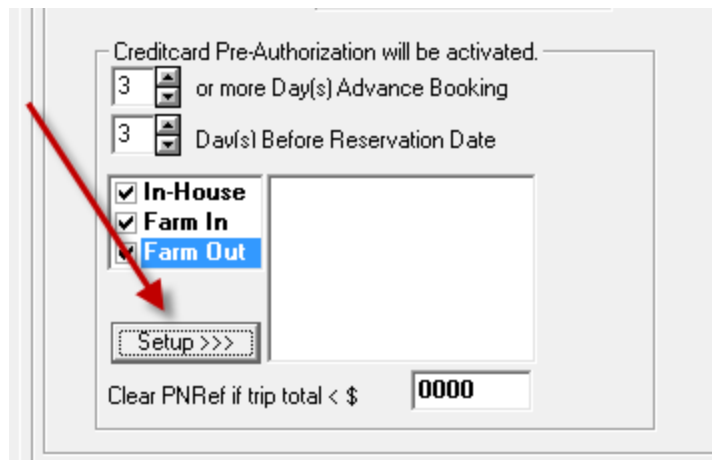 Creditcard Pre-Authorization will be activated.
3 or more Day(s) Advance Booking
3 Day(s) Before Reservation Date
In-House
Farm In
Farm Out
Setup >>>
Clear PNRef if trip total < $ 0000